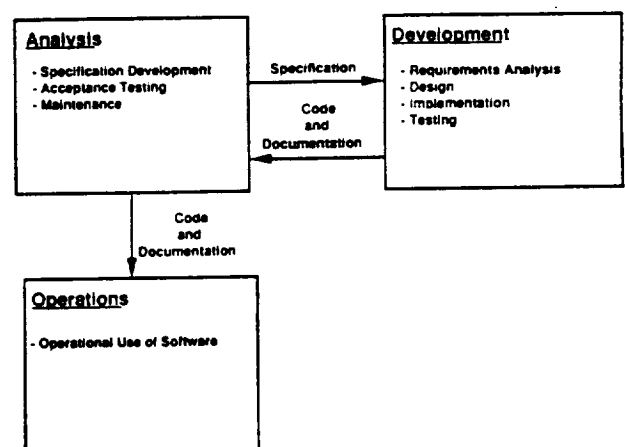 Analysis
- Specification Development
- Acceptance Testing
- Maintenance
Specification
Code
and
Documentation
Development
- Requirements Analysis
- Design
- Implementation
- Testing
Code
and
Documentation
Operations
- Operational Use of Software